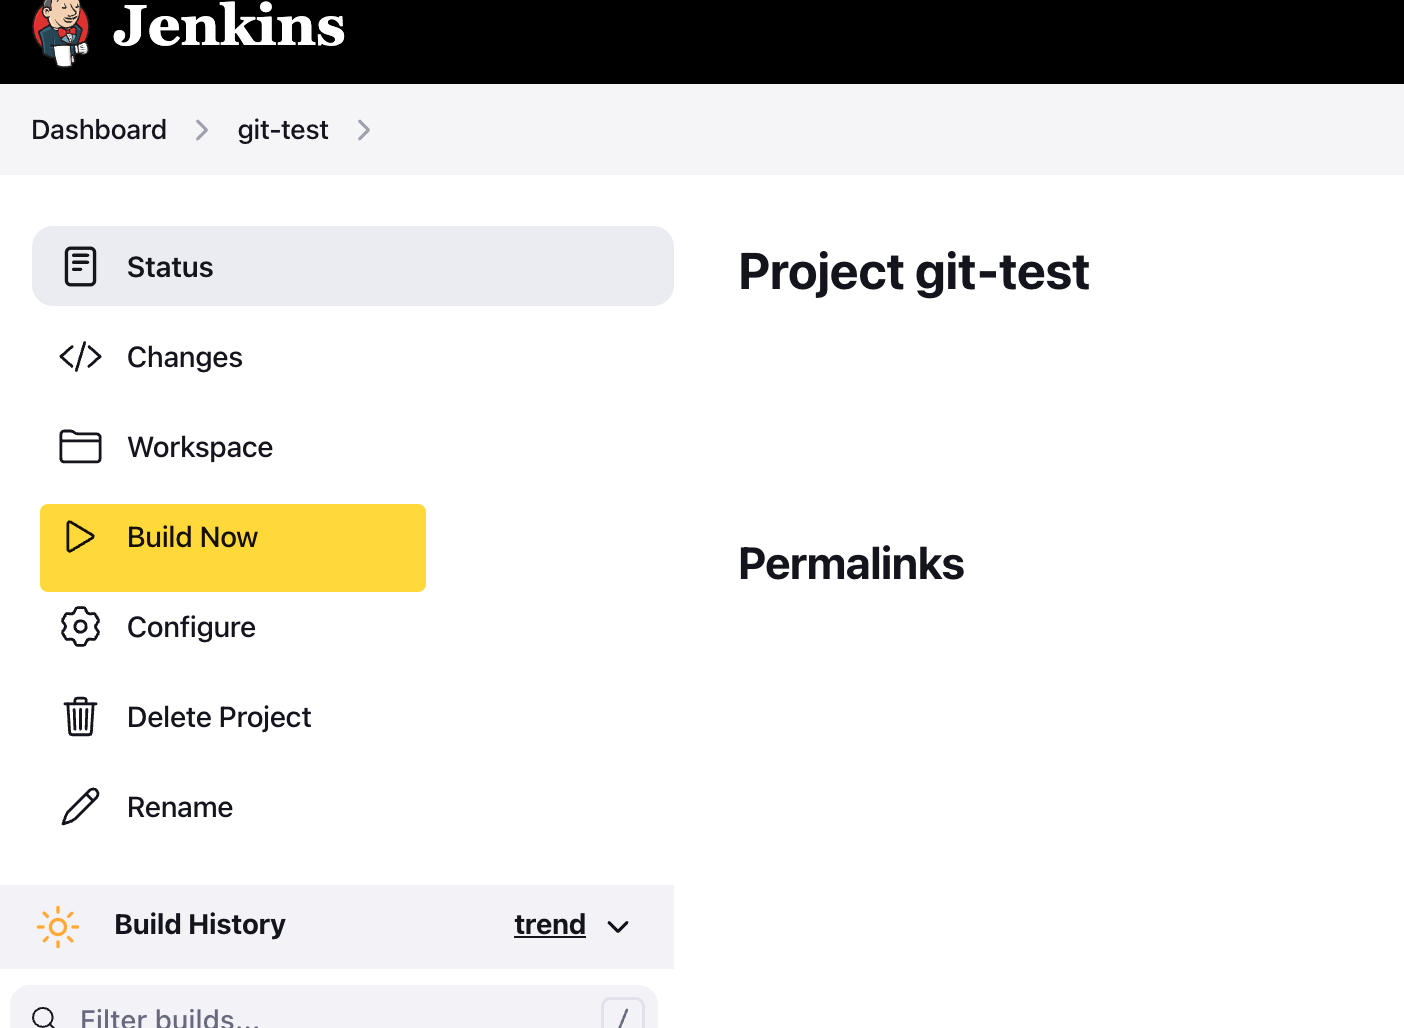 Jenkins
Dashboard
git-test
Status
Changes
Workspace
Build Now
Configure
Delete Project
Rename
Project git-test
Permalinks
Build History
trend
Filter builds...
/